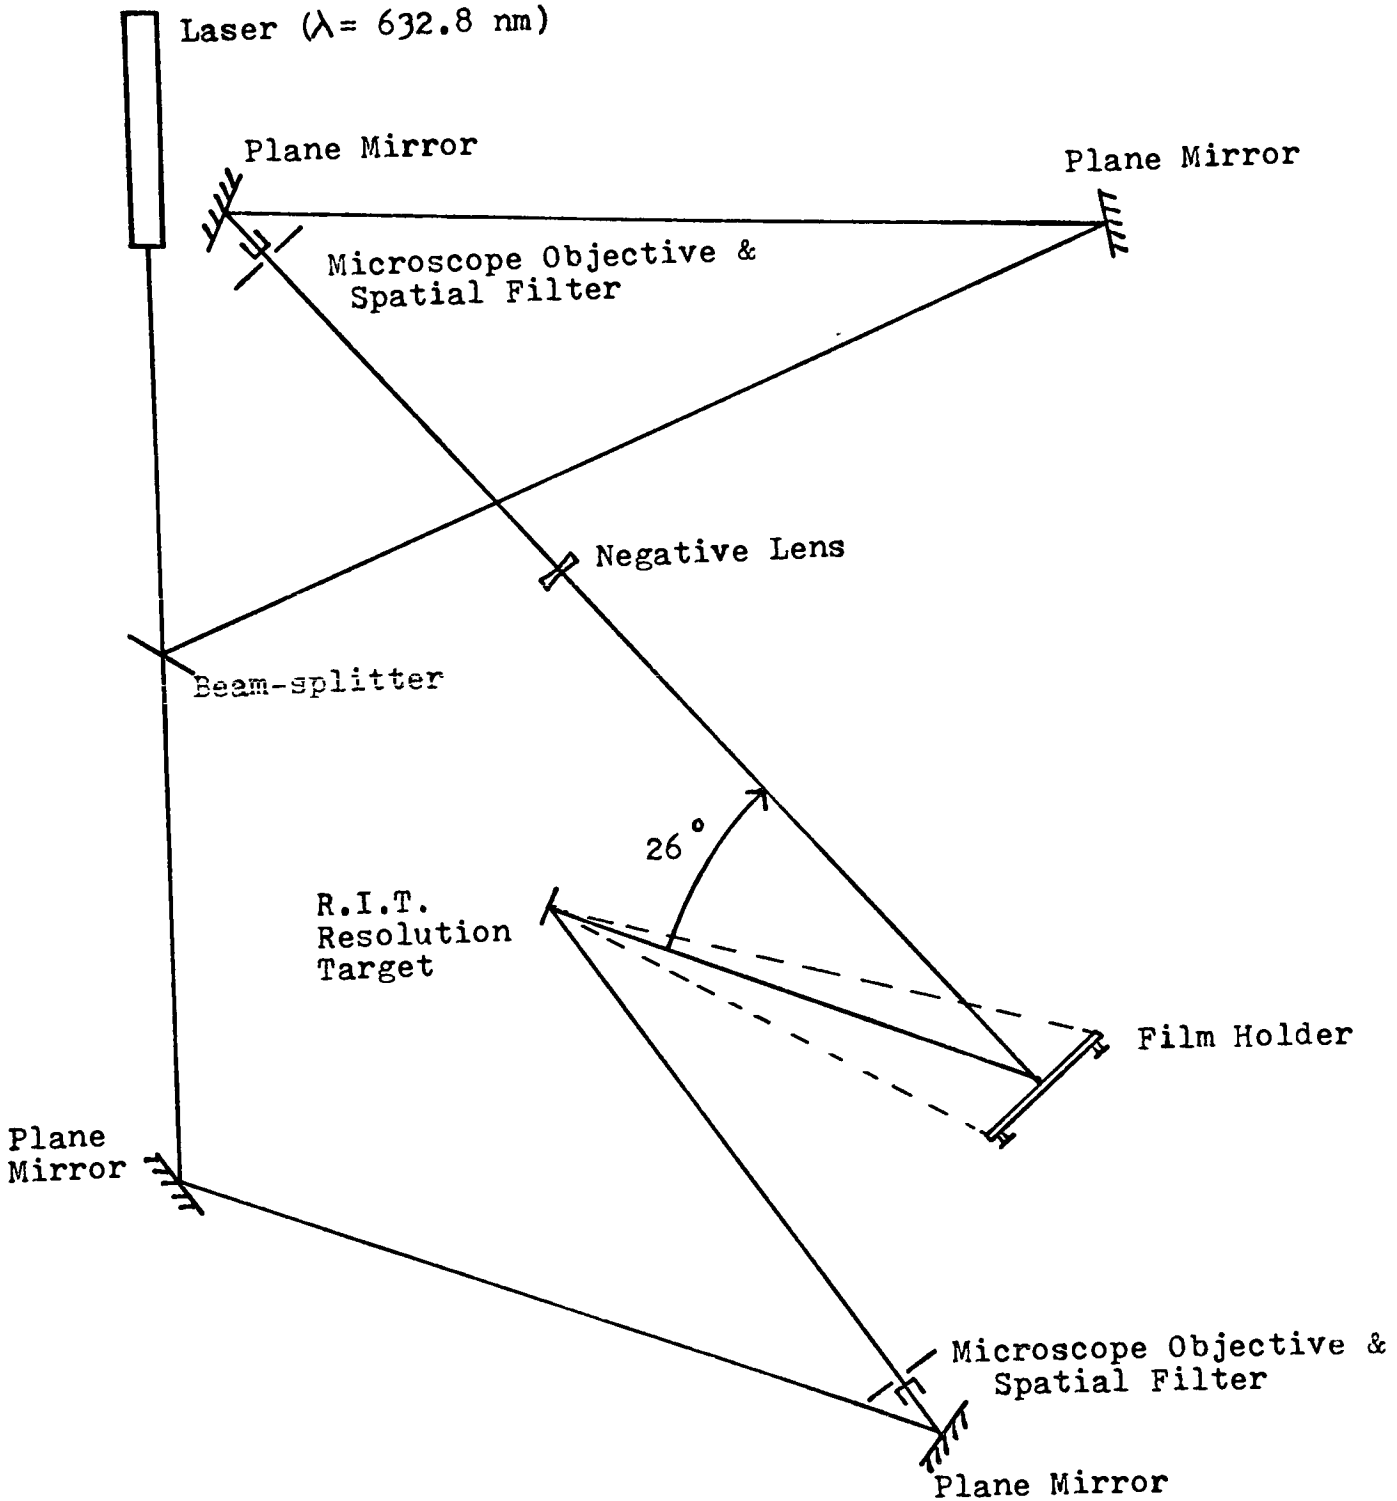 Laser (λ= 632.8 nm)
Plane Mirror
Plane Mirror
Microscope Objective &
Spatial Filter
Negative Lens
Beam-splitter
26°
R.I.T.
Resolution
Target
Film Holder
Plane
Mirror
Microscope Objective &
Spatial Filter
Plane Mirror